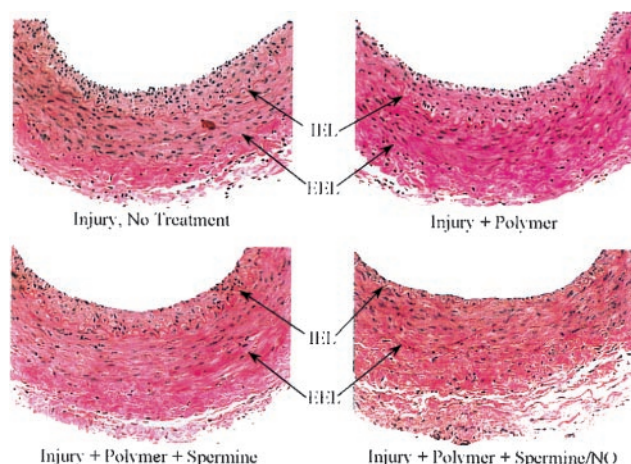 IEL
EEL
Injury, No Treatment
Injury + Polymer
IEL
EEL
Injury + Polymer + Spermine
Injury + Polymer + Spermine/NO